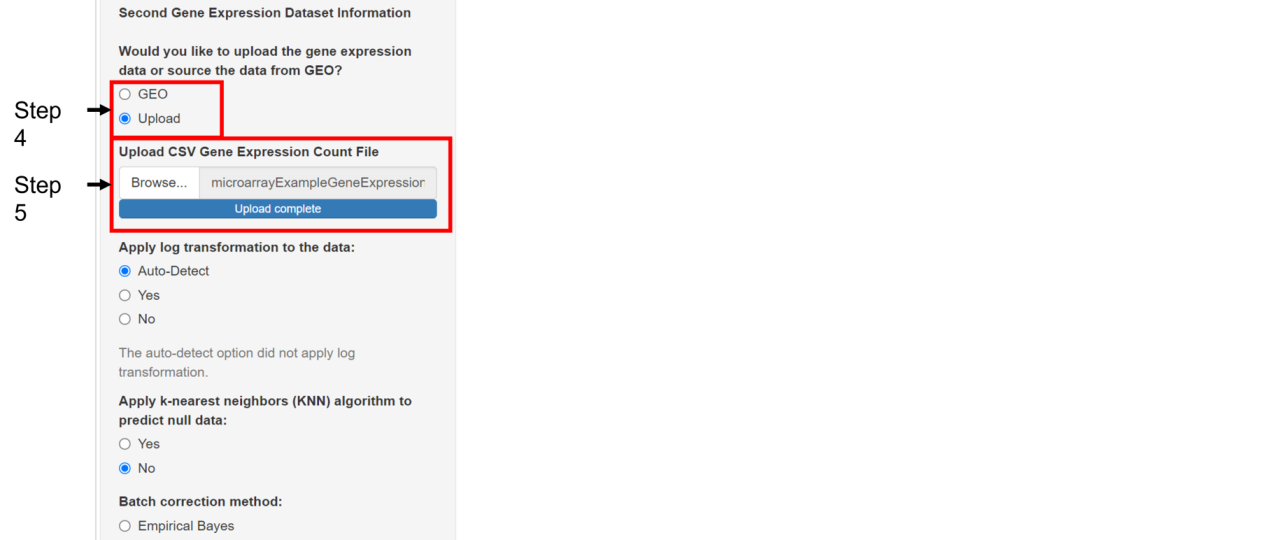 Second Gene Expression Dataset Information
Would you like to upload the gene expression
data or source the data from GEO?
GEO
Upload
Step
4
Upload CSV Gene Expression Count File
Browse...
microarrayExampleGeneExpression
Upload complete
Step
5
Apply log transformation to the data:
Auto-Detect
Yes
No
The auto-detect option did not apply log
transformation.
Apply k-nearest neighbors (KNN) algorithm to
predict null data:
Yes
No
Batch correction method:
Empirical Bayes